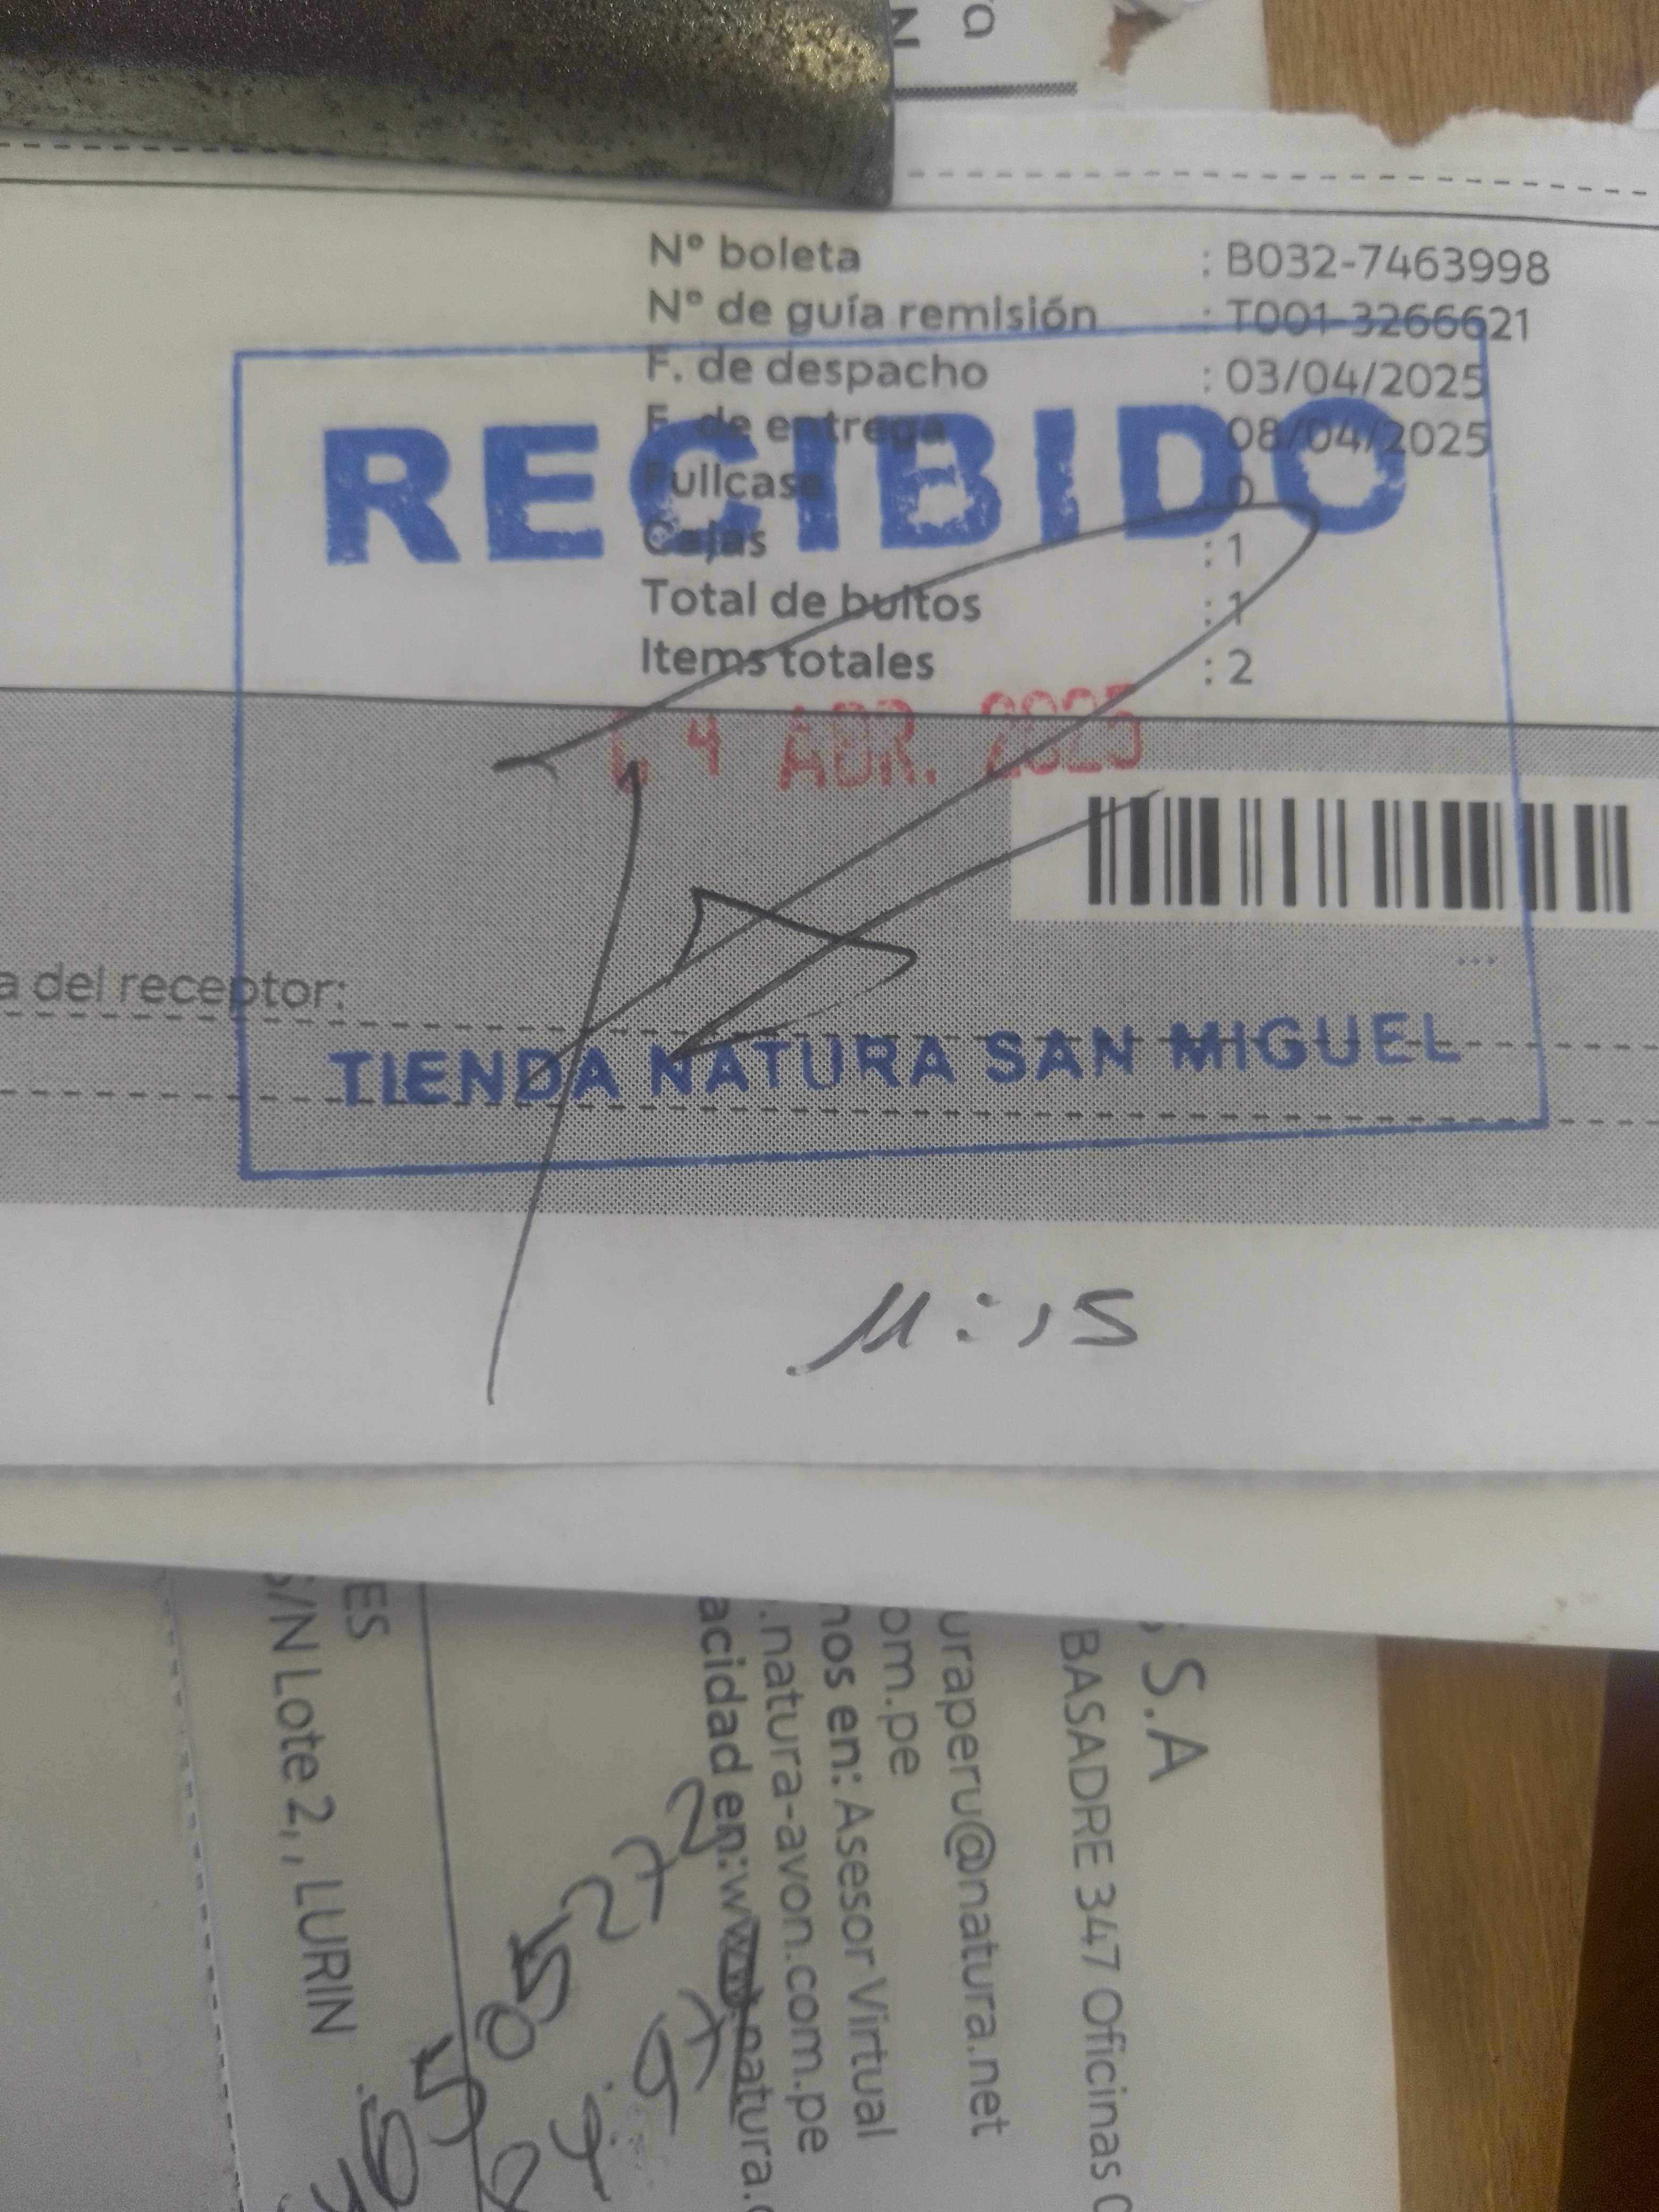 Nº boleta : B032-7463998
Nº de guía remisión : T001-3266621
F. de despacho : 03/04/2025
F. de entrega 08/04/2025
Fullcase 0
Cajas : 1
Total de bultos : 1
Items totales : 2
RECIBIDO
4 ABR. 2025
a del receptor:
TIENDA NATURA SAN MIGUEL
11:15
S.A
BASADRE 347 Oficinas
uraperu@natura.net
om.pe
nos en: Asesor Virtual
.natura-avon.com.pe
acidad en:www.natura.
ES
S/N Lote 2, , LURIN